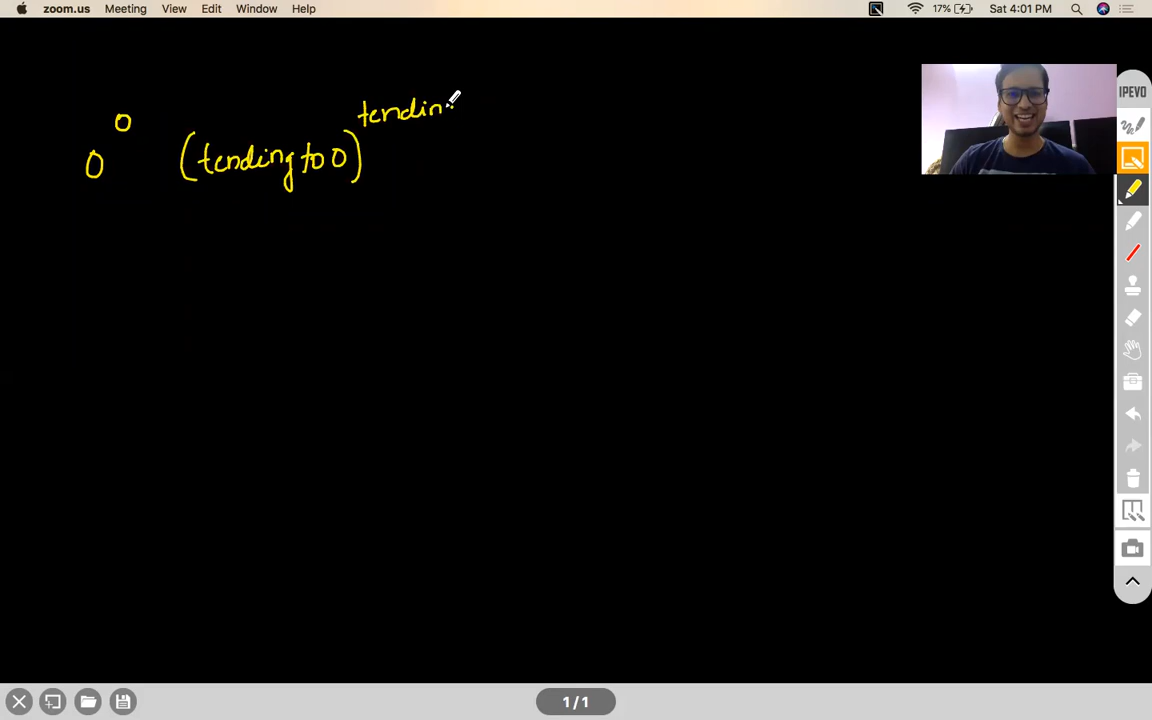 zoom.us Meeting View Edit Window Help 17% Sat 4:01 PM
IPEVO
0^0 (tending to 0)^tendin
1/1